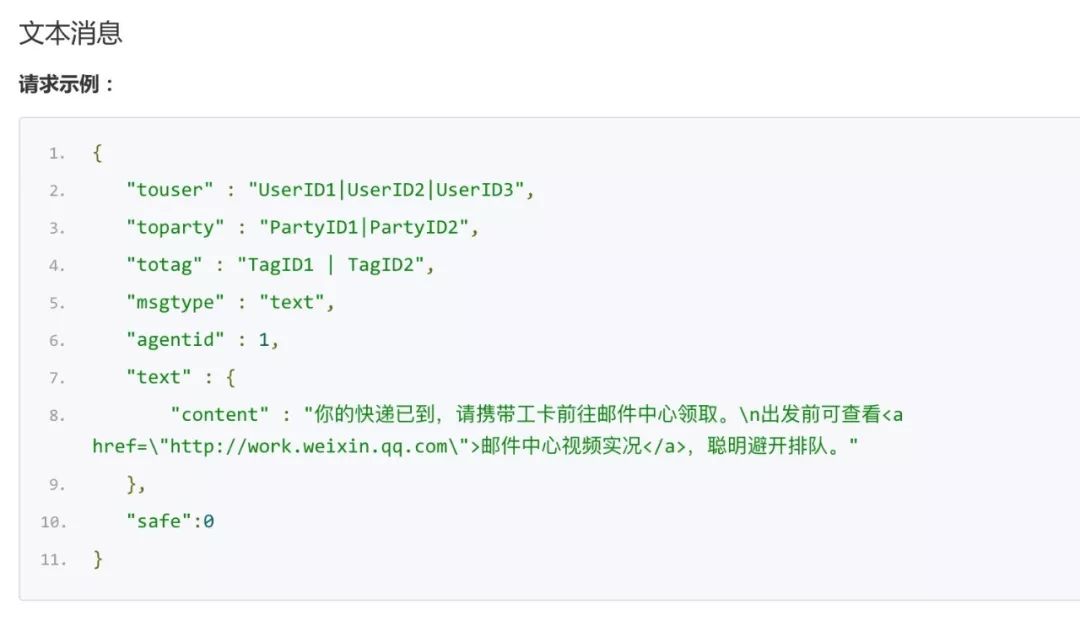 文本消息
请求示例：
1. {
2. "touser" : "UserID1|UserID2|UserID3",
3. "toparty" : "PartyID1|PartyID2",
4. "totag" : "TagID1 | TagID2",
5. "msgtype" : "text",
6. "agentid" : 1,
7. "text" : {
8. "content" : "你的快递已到，请携带工卡前往邮件中心领取。\n出发前可查看<a
href=\"http://work.weixin.qq.com\">邮件中心视频实况</a>，聪明避开排队。"
9. },
10. "safe":0
11. }